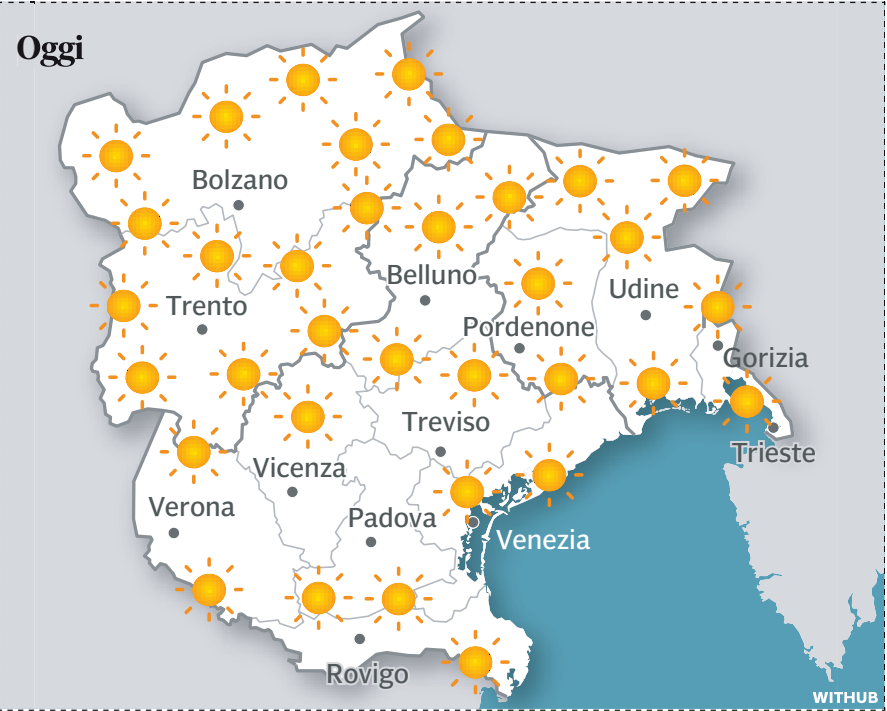 Oggi
Bolzano
Belluno
Trento
Udine
Pordenone
Gorizia
Treviso
Trieste
Vicenza
Verona
Padova
Venezia
Rovigo
WITHUB